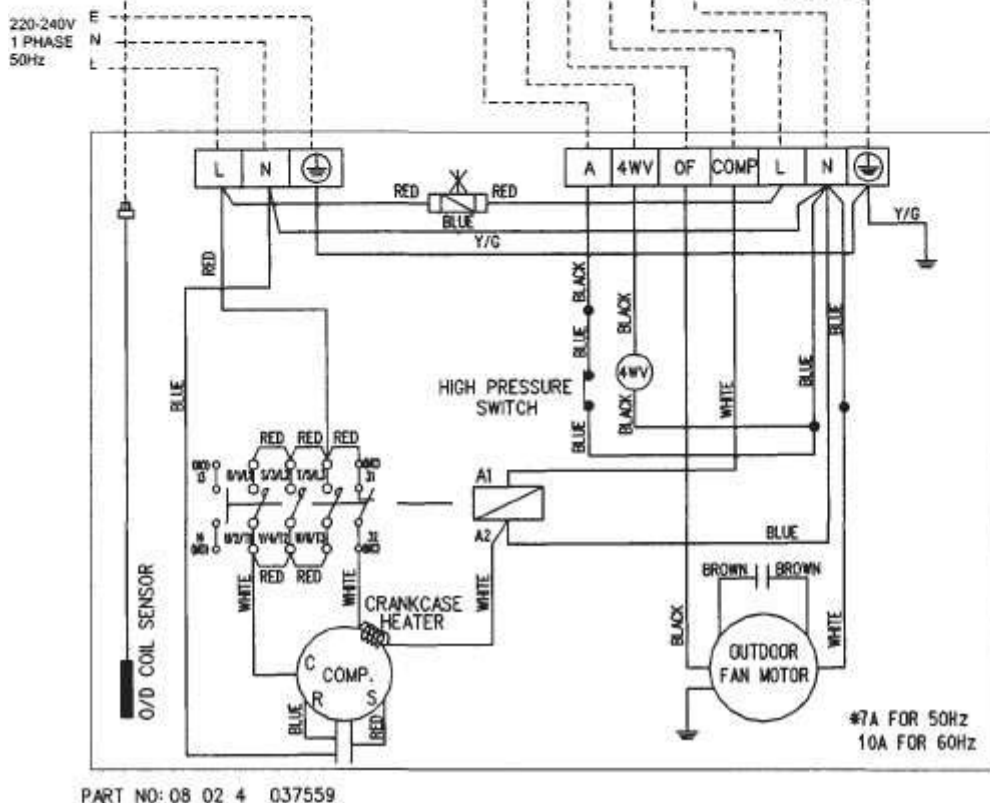 220-240V
1 PHASE
50Hz
E
N
L
L
N
A
4WV
OF
COMP
L
N
RED
RED
BLUE
Y/G
Y/G
RED
BLACK
BLACK
BLUE
BLUE
BLUE
BLUE
4WV
HIGH PRESSURE
SWITCH
BLACK
BLUE
WHITE
RED
RED
RED
A1
A2
BLUE
RED
RED
WHITE
WHITE
WHITE
CRANKCASE
HEATER
C
COMP.
R
S
BLUE
RED
O/D COIL SENSOR
BROWN
BROWN
BLACK
WHITE
OUTDOOR
FAN MOTOR
#7A FOR 50Hz
10A FOR 60Hz
PART NO: 08 02 4 037559